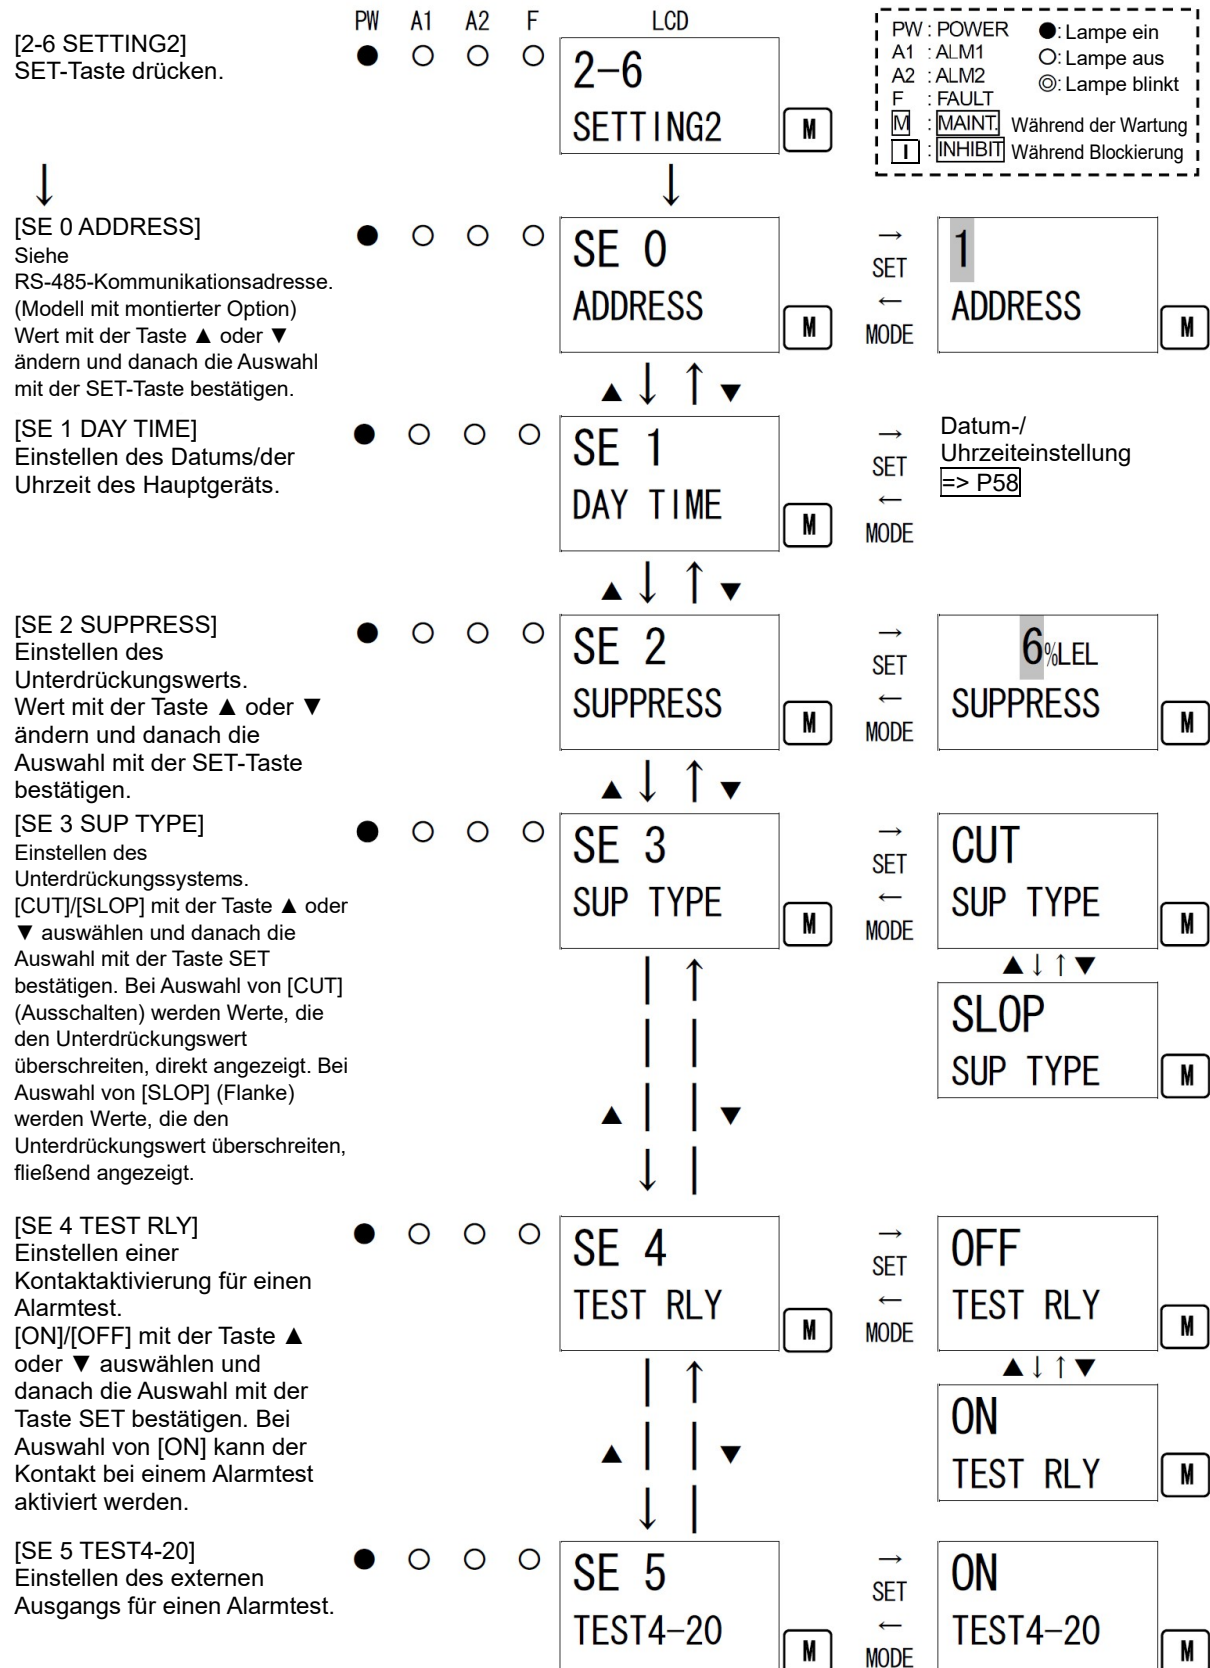 PW A1 A2 F LCD
[2-6 SETTING2]
SET-Taste drücken.
● ○ ○ ○
2-6
SETTING2
M
PW : POWER ●: Lampe ein
A1 : ALM1 ○: Lampe aus
A2 : ALM2 ◎: Lampe blinkt
F : FAULT
M : MAINT. Während der Wartung
I : INHIBIT Während Blockierung
↓ ↓
[SE 0 ADDRESS]
Siehe
RS-485-Kommunikationsadresse.
(Modell mit montierter Option)
Wert mit der Taste ▲ oder ▼
ändern und danach die Auswahl
mit der SET-Taste bestätigen.
● ○ ○ ○
SE 0
ADDRESS
M
→
SET
←
MODE
1
ADDRESS
M
▲ ↓ ↑ ▼
[SE 1 DAY TIME]
Einstellen des Datums/der
Uhrzeit des Hauptgeräts.
● ○ ○ ○
SE 1
DAY TIME
M
→
SET
←
MODE
Datum-/
Uhrzeiteinstellung
=> P58
▲ ↓ ↑ ▼
[SE 2 SUPPRESS]
Einstellen des
Unterdrückungswerts.
Wert mit der Taste ▲ oder ▼
ändern und danach die
Auswahl mit der SET-Taste
bestätigen.
● ○ ○ ○
SE 2
SUPPRESS
M
→
SET
←
MODE
6%LEL
SUPPRESS
M
▲ ↓ ↑ ▼
[SE 3 SUP TYPE]
Einstellen des
Unterdrückungssystems.
[CUT]/[SLOP] mit der Taste ▲ oder
▼ auswählen und danach die
Auswahl mit der Taste SET
bestätigen. Bei Auswahl von [CUT]
(Ausschalten) werden Werte, die
den Unterdrückungswert
überschreiten, direkt angezeigt. Bei
Auswahl von [SLOP] (Flanke)
werden Werte, die den
Unterdrückungswert überschreiten,
fließend angezeigt.
● ○ ○ ○
SE 3
SUP TYPE
M
→
SET
←
MODE
CUT
SUP TYPE
M
▲↓↑▼
SLOP
SUP TYPE
M
▲ ↓ ↑ ▼
[SE 4 TEST RLY]
Einstellen einer
Kontaktaktivierung für einen
Alarmtest.
[ON]/[OFF] mit der Taste ▲
oder ▼ auswählen und
danach die Auswahl mit der
Taste SET bestätigen. Bei
Auswahl von [ON] kann der
Kontakt bei einem Alarmtest
aktiviert werden.
● ○ ○ ○
SE 4
TEST RLY
M
→
SET
←
MODE
OFF
TEST RLY
M
▲↓↑▼
ON
TEST RLY
M
▲ ↓ ↑ ▼
[SE 5 TEST4-20]
Einstellen des externen
Ausgangs für einen Alarmtest.
● ○ ○ ○
SE 5
TEST4-20
M
→
SET
←
MODE
ON
TEST4-20
M